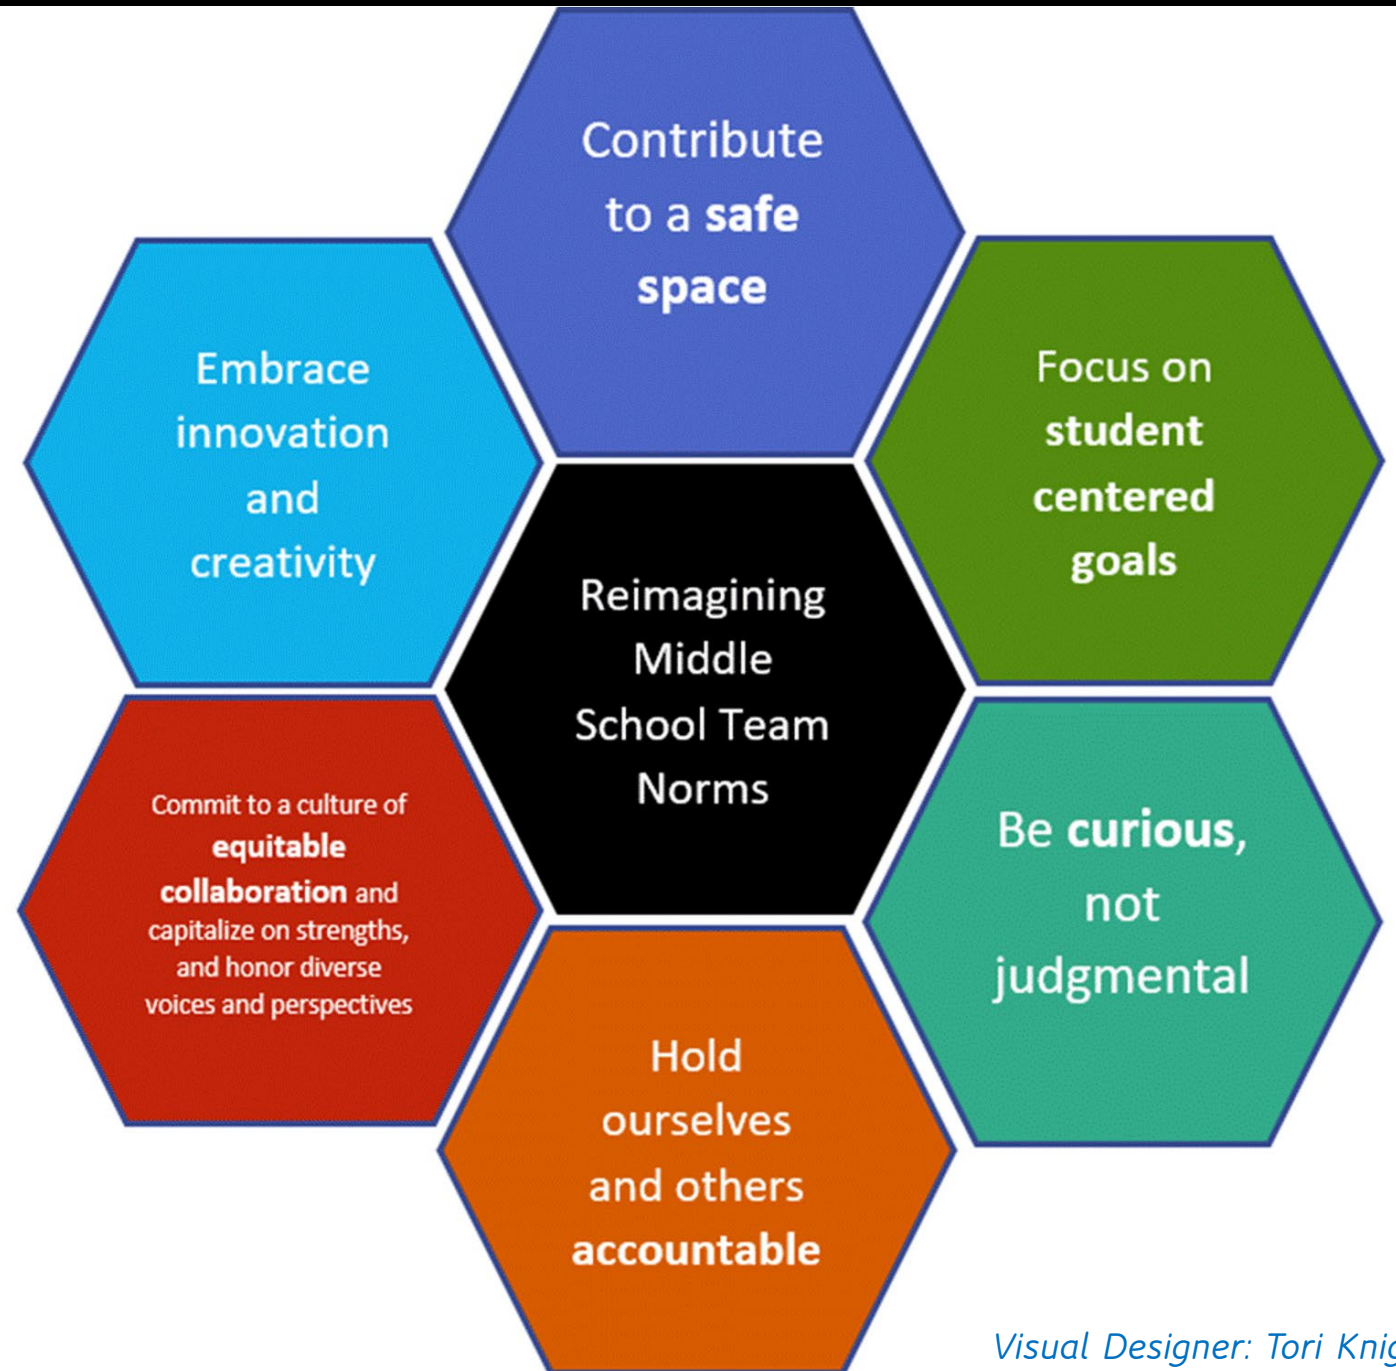 Contribute
to a safe
space
Focus on
student
centered
goals
Be curious,
not
judgmental
Hold
ourselves
and others
accountable
Commit to a culture of
equitable
collaboration and
capitalize on strengths,
and honor diverse
voices and perspectives
Embrace
innovation
and
creativity
Reimagining
Middle
School Team
Norms
Visual Designer: Tori